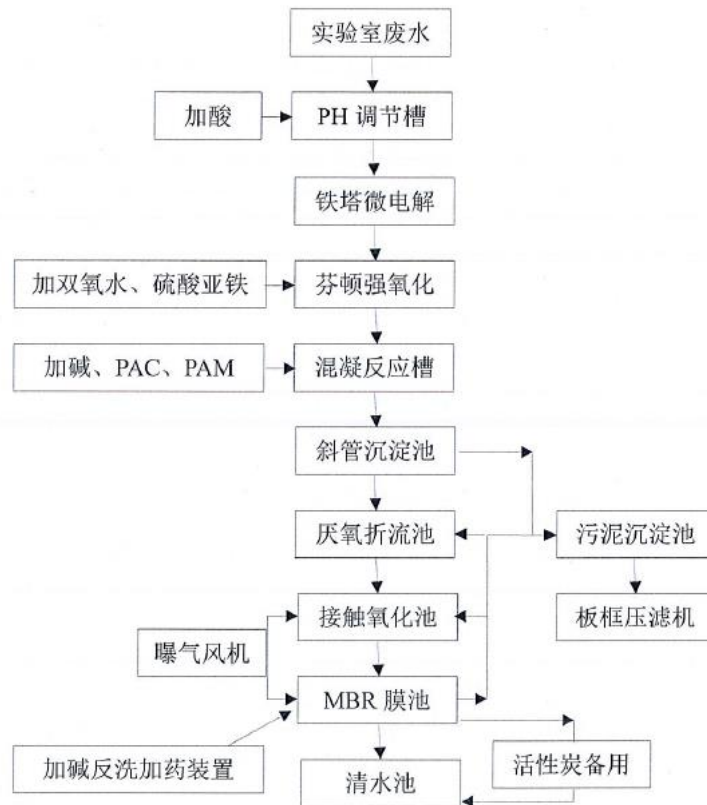 实验室废水
加酸
PH 调节槽
铁塔微电解
加双氧水、硫酸亚铁
芬顿强氧化
加碱、PAC、PAM
混凝反应槽
斜管沉淀池
厌氧折流池
污泥沉淀池
接触氧化池
板框压滤机
曝气风机
MBR 膜池
加碱反洗加药装置
活性炭备用
清水池